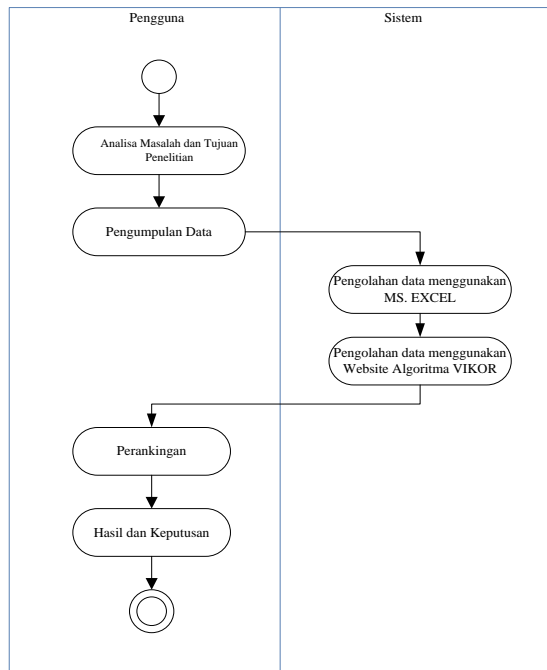 Pengguna
Sistem
Analisa Masalah dan Tujuan
Penelitian
Pengumpulan Data
Pengolahan data menggunakan
MS. EXCEL
Pengolahan data menggunakan
Website Algoritma VIKOR
Perankingan
Hasil dan Keputusan